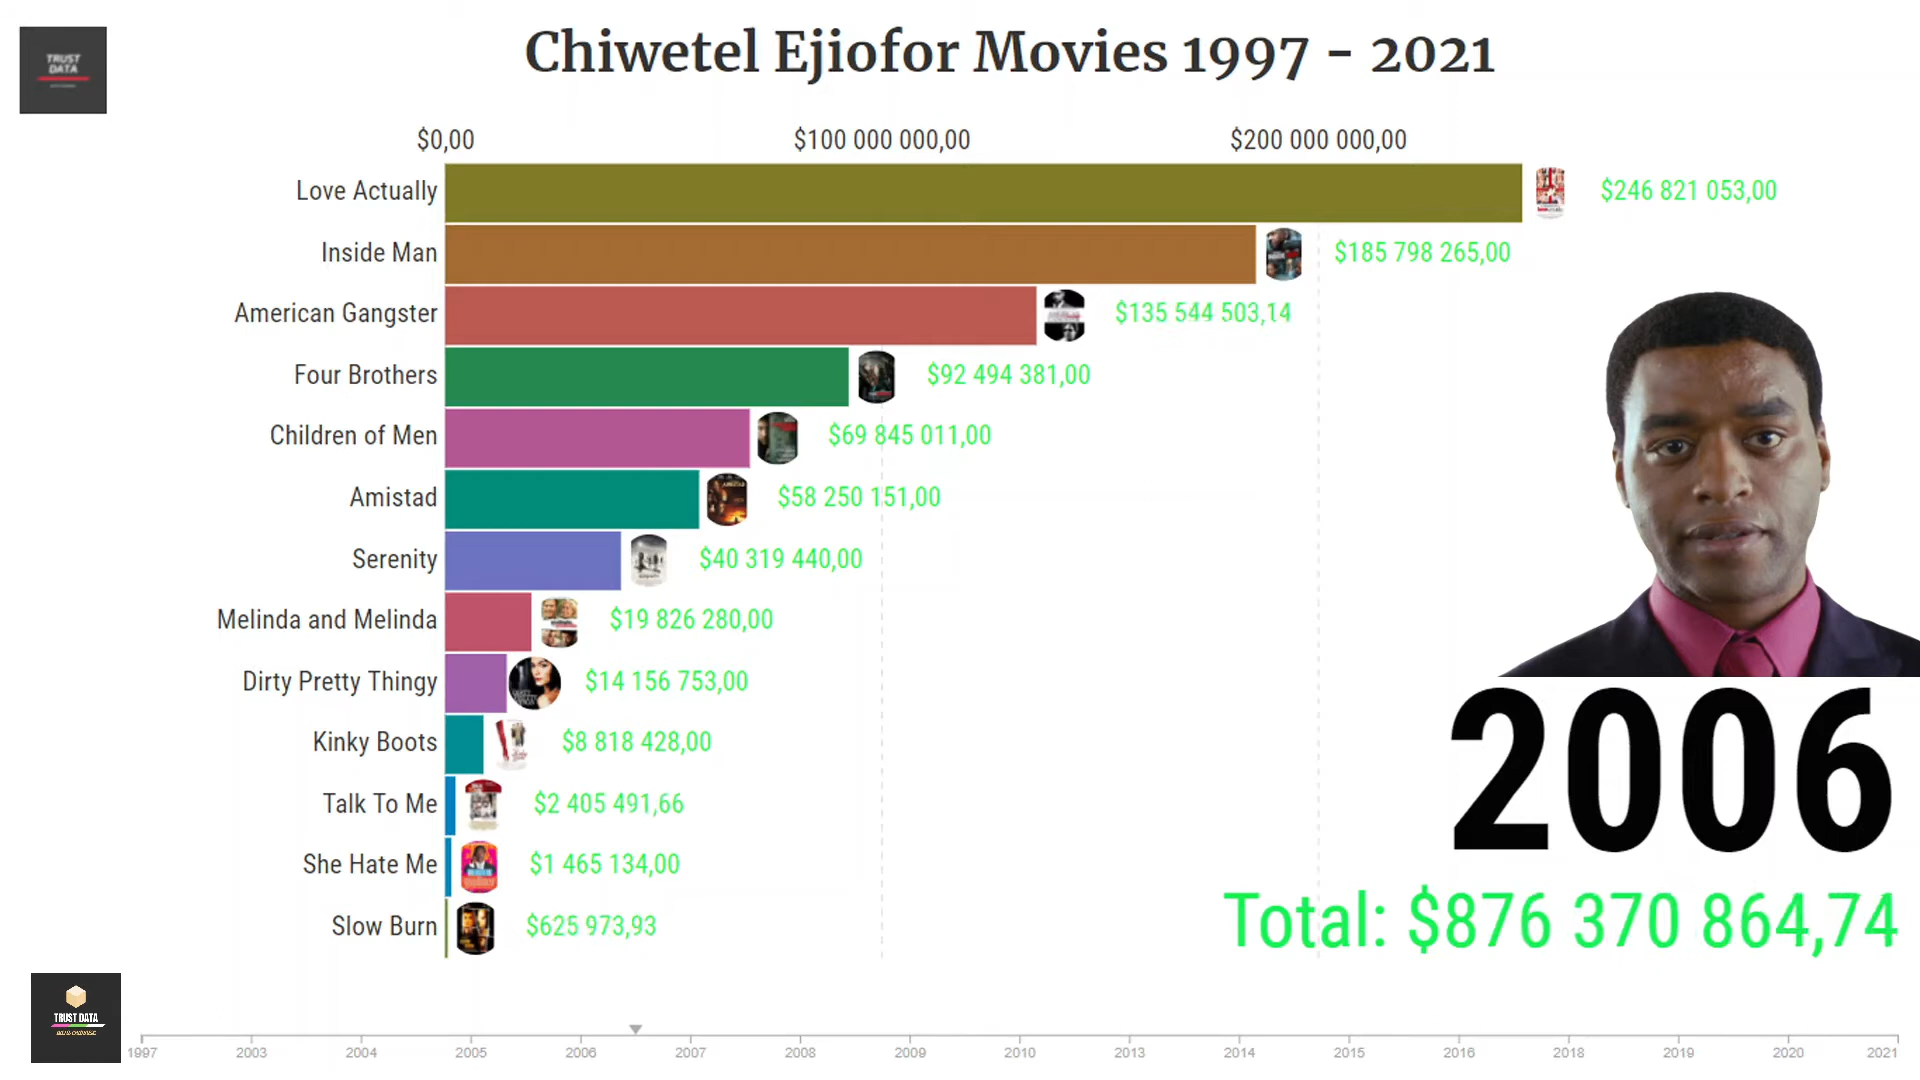 Chiwetel Ejiofor Movies 1997 - 2021
TRUST
DATA
$0,00 $100 000 000,00 $200 000 000,00
Love Actually $246 821 053,00
Inside Man $185 798 265,00
American Gangster $135 544 503,14
Four Brothers $92 494 381,00
Children of Men $69 845 011,00
Amistad $58 250 151,00
Serenity $40 319 440,00
Melinda and Melinda $19 826 280,00
Dirty Pretty Thingy $14 156 753,00
Kinky Boots $8 818 428,00
Talk To Me $2 405 491,66
She Hate Me $1 465 134,00
Slow Burn $625 973,93
2006
Total: $876 370 864,74
TRUST DATA
1997 2003 2004 2005 2006 2007 2008 2009 2010 2013 2014 2015 2016 2018 2019 2020 2021